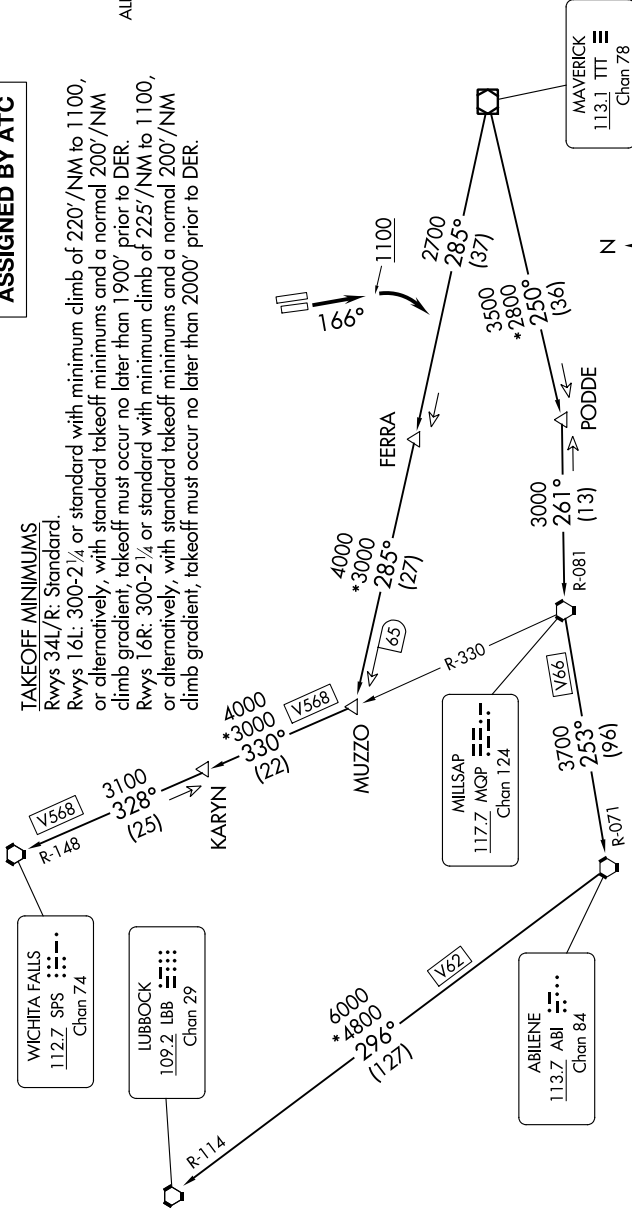 ASSIGNED BY ATC
TAKEOFF MINIMUMS
Rwys 34L/R: Standard.
Rwys 16L: 300-2¼ or standard with minimum climb of 220'/NM to 1100,
or alternatively, with standard takeoff minimums and a normal 200'/NM
climb gradient, takeoff must occur no later than 1900' prior to DER.
Rwys 16R: 300-2¼ or standard with minimum climb of 225'/NM to 1100,
or alternatively, with standard takeoff minimums and a normal 200'/NM
climb gradient, takeoff must occur no later than 2000' prior to DER.
WICHITA FALLS
112.7 SPS
Chan 74
R-148
V568
3100
328°
(25)
KARYN
4000
*3000
330°
(22)
V568
MUZZO
65
4000
*3000
285°
(27)
FERRA
166°
1100
2700
285°
(37)
MAVERICK
113.1 TTT
Chan 78
3500
*2800
250°
(36)
PODDE
3000
261°
(13)
R-081
R-330
MILLSAP
117.7 MQP
Chan 124
V66
3700
253°
(96)
R-071
ABILENE
113.7 ABI
Chan 84
V62
6000
*4800
296°
(127)
R-114
LUBBOCK
109.2 LBB
Chan 29
N